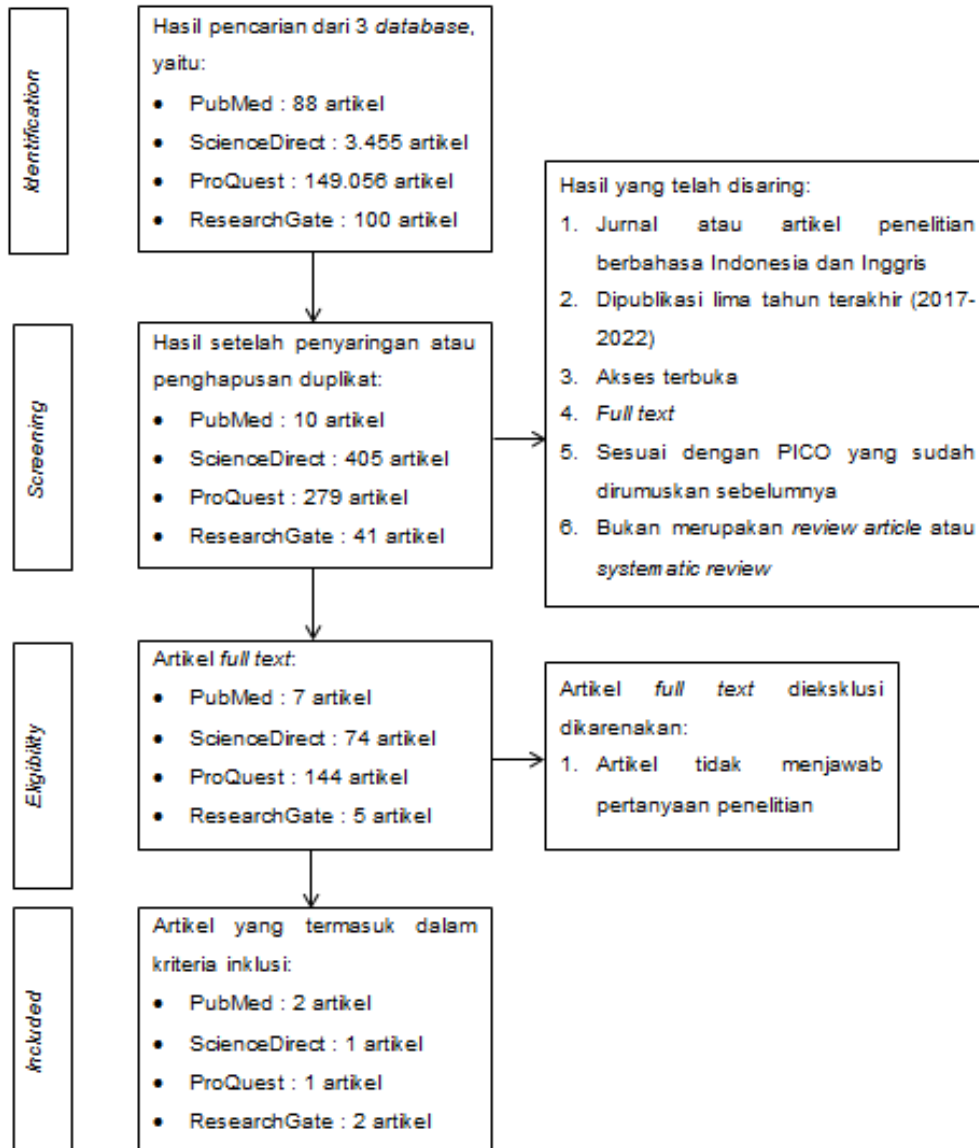 Identification
Hasil pencarian dari 3 database,
yaitu:
• PubMed : 88 artikel
• ScienceDirect : 3.455 artikel
• ProQuest : 149.056 artikel
• ResearchGate : 100 artikel
Screening
Hasil setelah penyaringan atau
penghapusan duplikat:
• PubMed : 10 artikel
• ScienceDirect : 405 artikel
• ProQuest : 279 artikel
• ResearchGate : 41 artikel
Hasil yang telah disaring:
1. Jurnal atau artikel penelitian
berbahasa Indonesia dan Inggris
2. Dipublikasi lima tahun terakhir (2017-
2022)
3. Akses terbuka
4. Full text
5. Sesuai dengan PICO yang sudah
dirumuskan sebelumnya
6. Bukan merupakan review article atau
systematic review
Eligibility
Artikel full text:
• PubMed : 7 artikel
• ScienceDirect : 74 artikel
• ProQuest : 144 artikel
• ResearchGate : 5 artikel
Artikel full text dieksklusi
dikarenakan:
1. Artikel tidak menjawab
pertanyaan penelitian
Included
Artikel yang termasuk dalam
kriteria inklusi:
• PubMed : 2 artikel
• ScienceDirect : 1 artikel
• ProQuest : 1 artikel
• ResearchGate : 2 artikel